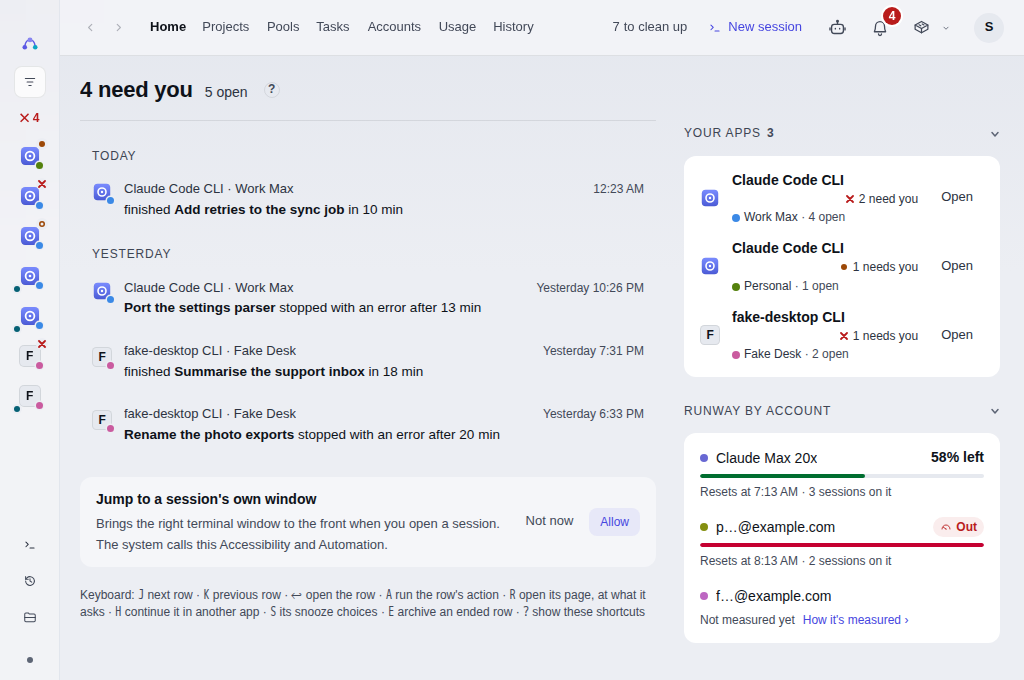 Home Projects Pools Tasks Accounts Usage History 7 to clean up New session 4 S
4
F
F
4 need you 5 open ?
TODAY
Claude Code CLI · Work Max 12:23 AM
finished Add retries to the sync job in 10 min
YESTERDAY
Claude Code CLI · Work Max Yesterday 10:26 PM
Port the settings parser stopped with an error after 13 min
F fake-desktop CLI · Fake Desk Yesterday 7:31 PM
finished Summarise the support inbox in 18 min
F fake-desktop CLI · Fake Desk Yesterday 6:33 PM
Rename the photo exports stopped with an error after 20 min
Jump to a session's own window
Brings the right terminal window to the front when you open a session.
The system calls this Accessibility and Automation.
Not now Allow
Keyboard: J next row · K previous row · ↩ open the row · A run the row's action · R open its page, at what it
asks · H continue it in another app · S its snooze choices · E archive an ended row · ? show these shortcuts
YOUR APPS 3
Claude Code CLI
2 need you
Work Max · 4 open
Open
Claude Code CLI
1 needs you
Personal · 1 open
Open
F fake-desktop CLI
1 needs you
Fake Desk · 2 open
Open
RUNWAY BY ACCOUNT
Claude Max 20x 58% left
Resets at 7:13 AM · 3 sessions on it
p…@example.com Out
Resets at 8:13 AM · 2 sessions on it
f…@example.com
Not measured yet How it's measured ›